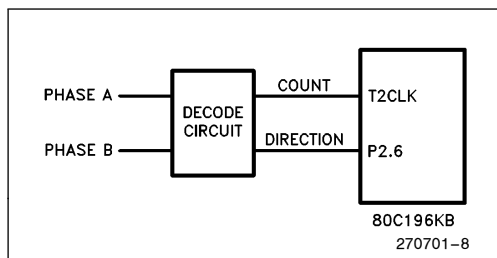 PHASE A
PHASE B
DECODE
CIRCUIT
COUNT
DIRECTION
T2CLK
P2.6
80C196KB
270701-8